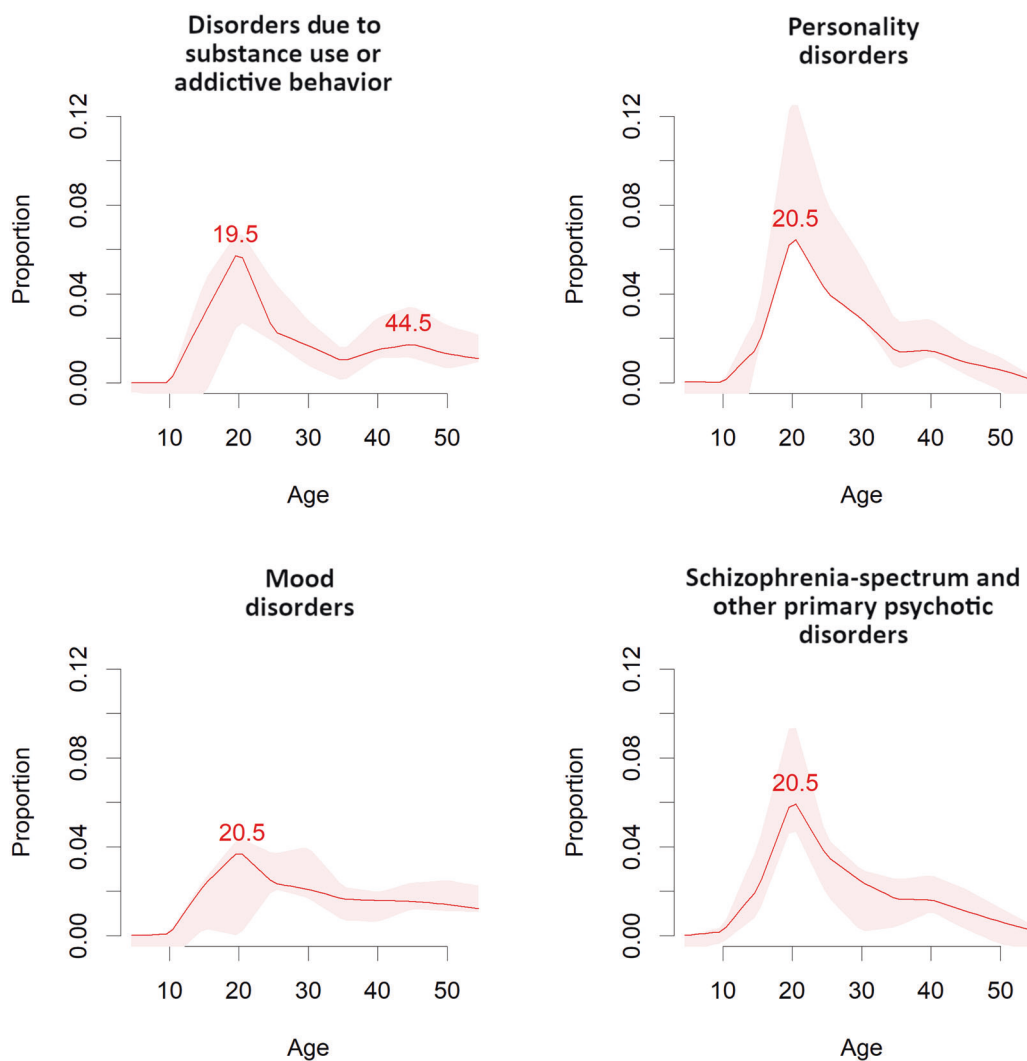 Disorders due to
substance use or
addictive behavior
Proportion
0.12
0.08
0.04
0.00
19.5
44.5
10 20 30 40 50
Age
Personality
disorders
Proportion
0.12
0.08
0.04
0.00
20.5
10 20 30 40 50
Age
Mood
disorders
Proportion
0.12
0.08
0.04
0.00
20.5
10 20 30 40 50
Age
Schizophrenia-spectrum and
other primary psychotic
disorders
Proportion
0.12
0.08
0.04
0.00
20.5
10 20 30 40 50
Age